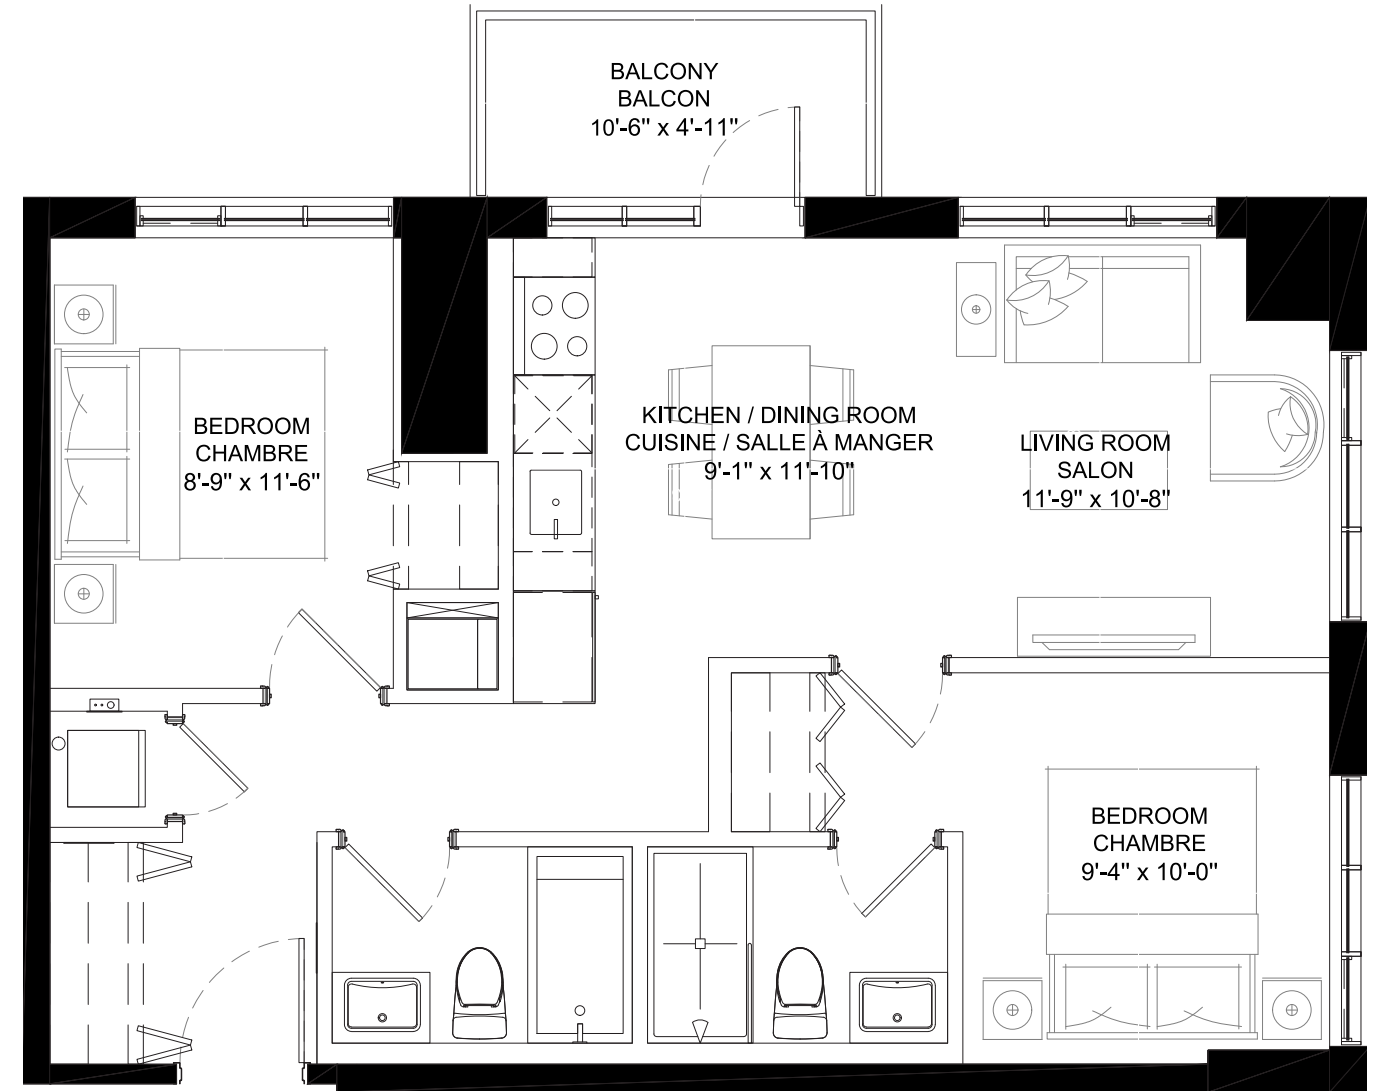 BALCONY
BALCON
10'-6" x 4'-11"
BEDROOM
CHAMBRE
8'-9" x 11'-6"
KITCHEN / DINING ROOM
CUISINE / SALLE À MANGER
9'-1" x 11'-10"
LIVING ROOM
SALON
11'-9" x 10'-8"
BEDROOM
CHAMBRE
9'-4" x 10'-0"